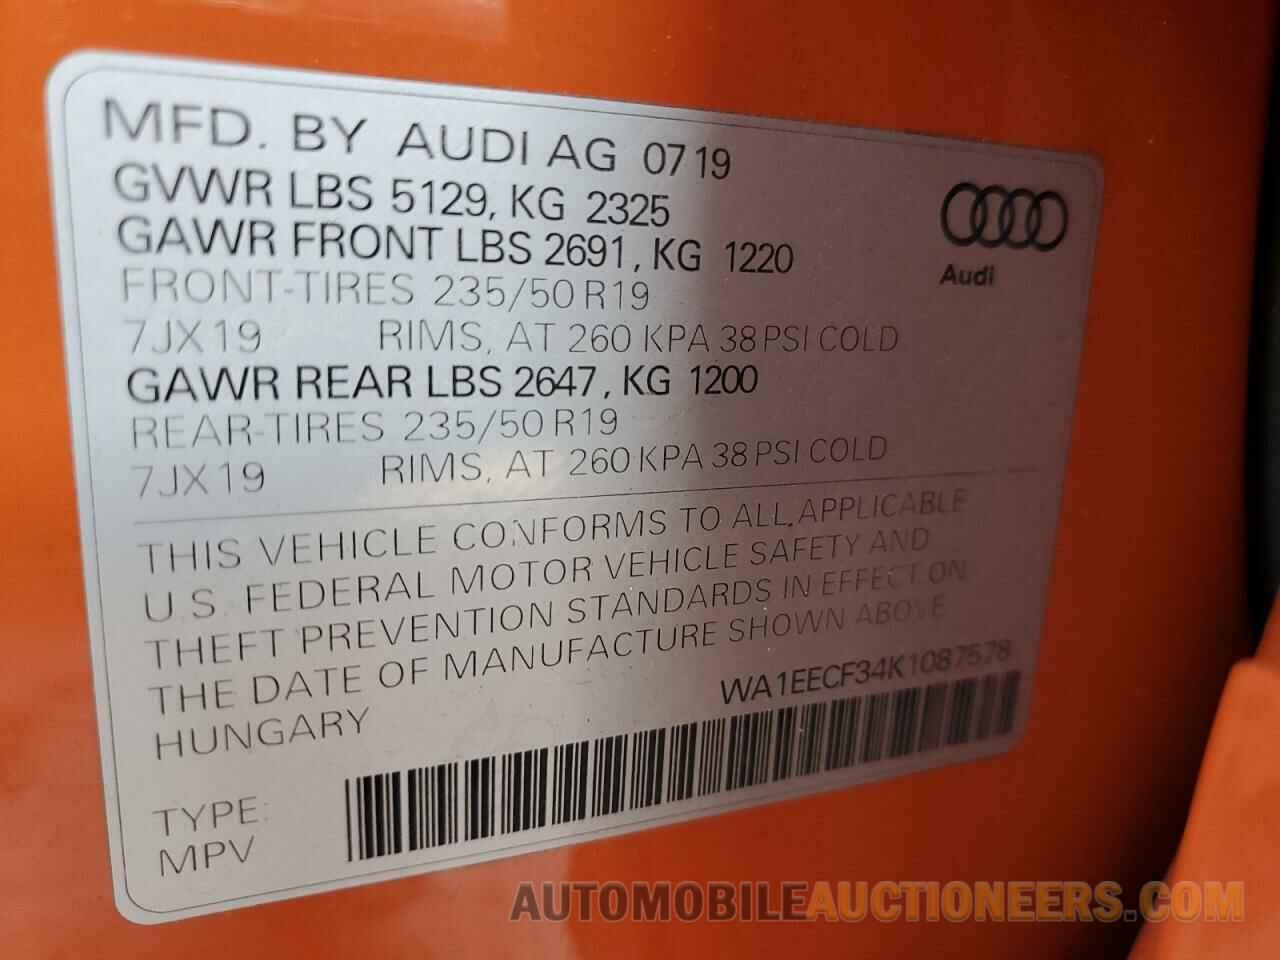 MFD. BY AUDI AG 07 19
GVWR LBS 5129, KG 2325
GAWR FRONT LBS 2691, KG 1220
FRONT-TIRES 235/50 R19
7JX19 RIMS, AT 260 KPA 38 PSI COLD
GAWR REAR LBS 2647, KG 1200
REAR-TIRES 235/50 R19
7JX19 RIMS, AT 260 KPA 38 PSI COLD
Audi
THIS VEHICLE CONFORMS TO ALL APPLICABLE
U.S. FEDERAL MOTOR VEHICLE SAFETY AND
THEFT PREVENTION STANDARDS IN EFFECT ON
THE DATE OF MANUFACTURE SHOWN ABOVE
HUNGARY
WA1EECF34K1087578
TYPE:
MPV
AUTOMOBILEAUCTIONEERS.COM